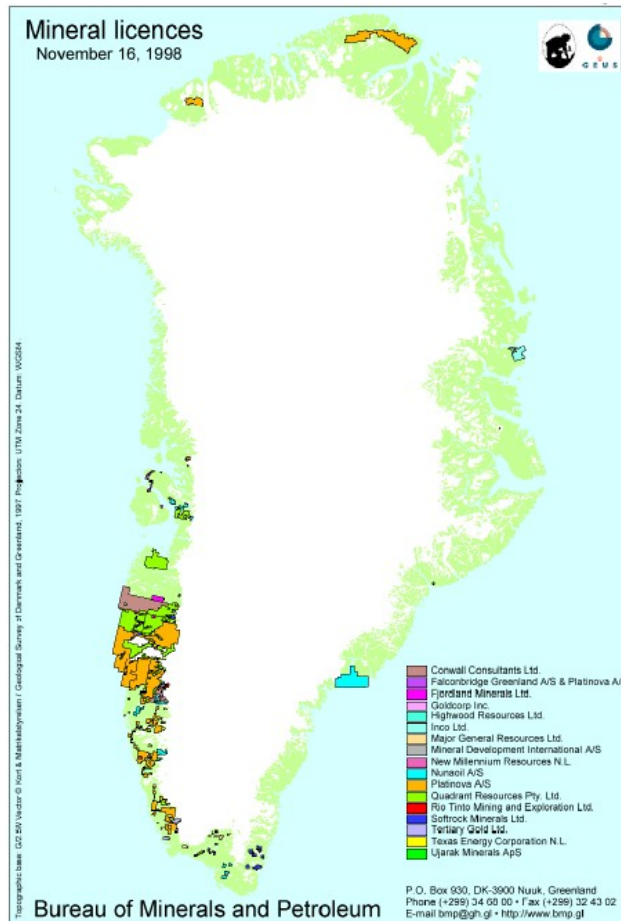 Mineral licences
November 16, 1998
GEUS
Topographic base: G/2.5M Vector © Kort & Matrikelstyrelsen / Geological Survey of Denmark and Greenland, 1997 Projection: UTM Zone 24. Datum: WGS84.
Conwall Consultants Ltd.
Falconbridge Greenland A/S & Platinova A/
Fjordland Minerals Ltd.
Goldcorp Inc.
Highwood Resources Ltd.
Inco Ltd.
Major General Resources Ltd.
Mineral Development International A/S
New Millennium Resources N.L.
Nunaoil A/S
Platinova A/S
Quadrant Resources Pty. Ltd.
Rio Tinto Mining and Exploration Ltd.
Softrock Minerals Ltd.
Tertiary Gold Ltd.
Texas Energy Corporation N.L.
Ujarak Minerals ApS
P.O. Box 930, DK-3900 Nuuk, Greenland
Phone (+299) 34 68 00 • Fax (+299) 32 43 02
E-mail bmp@gh.gl • http://www.bmp.gl
Bureau of Minerals and Petroleum